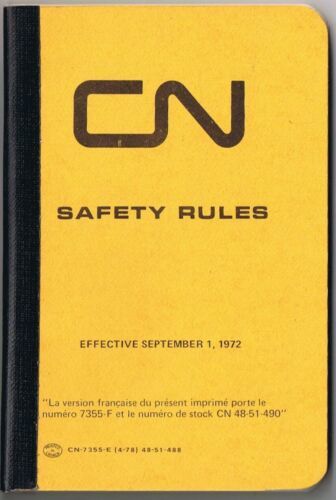 CN
SAFETY RULES
EFFECTIVE SEPTEMBER 1, 1972
"La version française du présent imprimé porte le
numéro 7355-F et le numéro de stock CN 48-51-490"
CN-7355-E (4-78) 48-51-488